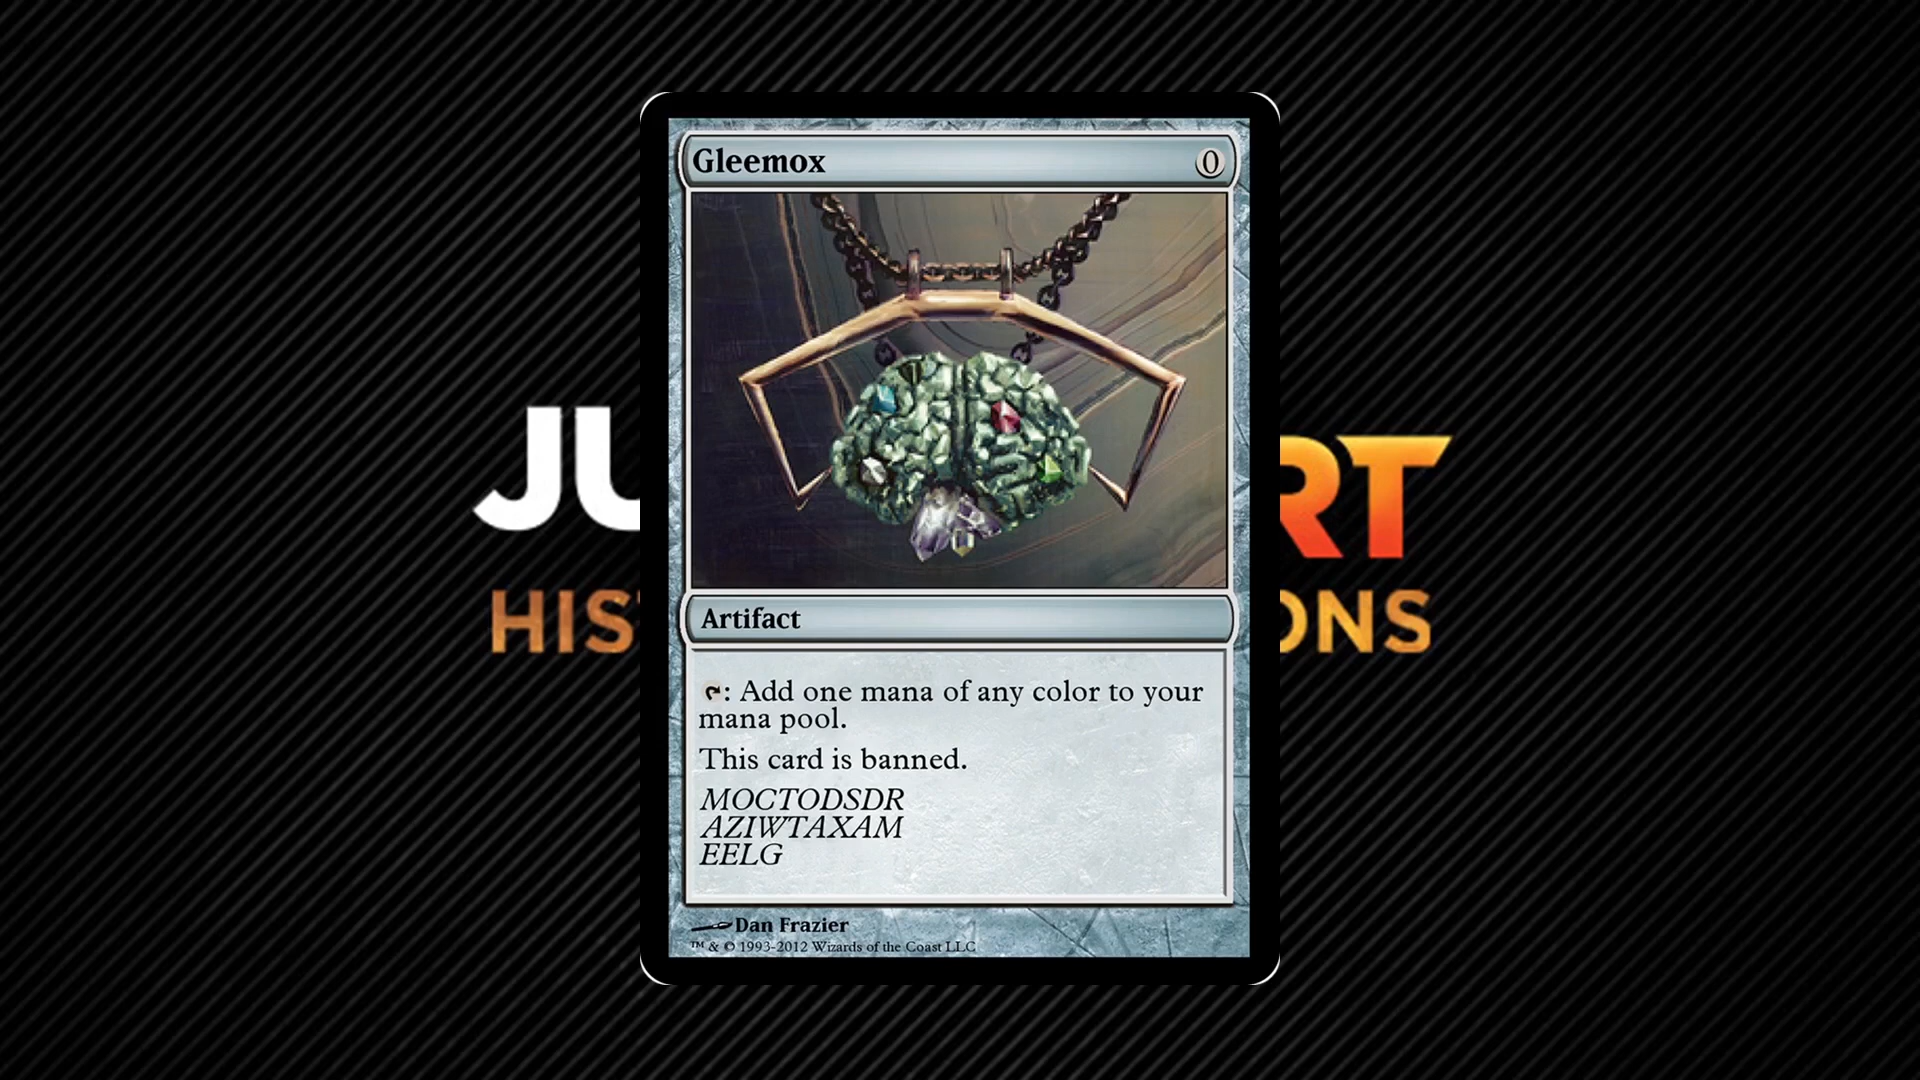 Gleemox 0
JU RT
HIS ONS
Artifact
: Add one mana of any color to your
mana pool.
This card is banned.
MOCTODSDR
AZIWTAXAM
EELG
Dan Frazier
™ & © 1993-2012 Wizards of the Coast LLC